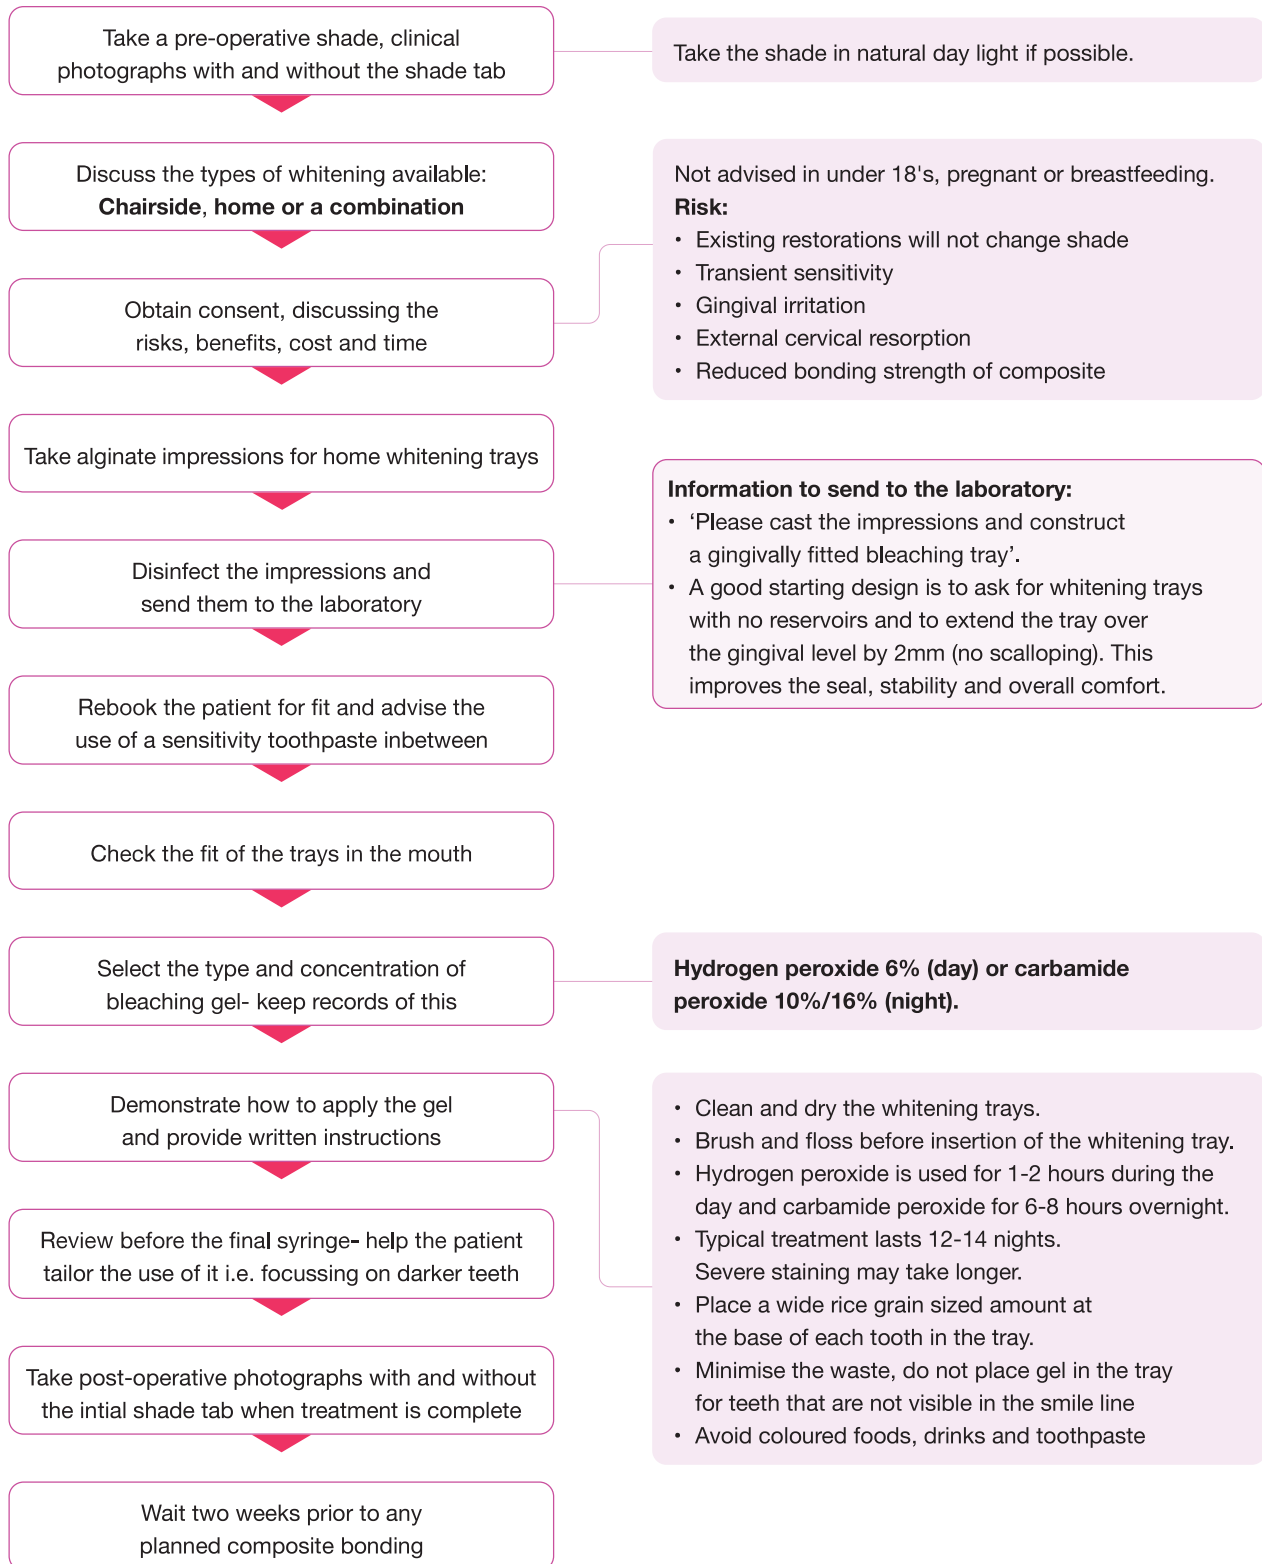 Take a pre-operative shade, clinical
photographs with and without the shade tab
Take the shade in natural day light if possible.
Discuss the types of whitening available:
Chairside, home or a combination
Not advised in under 18's, pregnant or breastfeeding.
Risk:
• Existing restorations will not change shade
• Transient sensitivity
• Gingival irritation
• External cervical resorption
• Reduced bonding strength of composite
Obtain consent, discussing the
risks, benefits, cost and time
Take alginate impressions for home whitening trays
Disinfect the impressions and
send them to the laboratory
Information to send to the laboratory:
• ‘Please cast the impressions and construct
a gingivally fitted bleaching tray’.
• A good starting design is to ask for whitening trays
with no reservoirs and to extend the tray over
the gingival level by 2mm (no scalloping). This
improves the seal, stability and overall comfort.
Rebook the patient for fit and advise the
use of a sensitivity toothpaste inbetween
Check the fit of the trays in the mouth
Select the type and concentration of
bleaching gel- keep records of this
Hydrogen peroxide 6% (day) or carbamide
peroxide 10%/16% (night).
Demonstrate how to apply the gel
and provide written instructions
• Clean and dry the whitening trays.
• Brush and floss before insertion of the whitening tray.
• Hydrogen peroxide is used for 1-2 hours during the
day and carbamide peroxide for 6-8 hours overnight.
• Typical treatment lasts 12-14 nights.
Severe staining may take longer.
• Place a wide rice grain sized amount at
the base of each tooth in the tray.
• Minimise the waste, do not place gel in the tray
for teeth that are not visible in the smile line
• Avoid coloured foods, drinks and toothpaste
Review before the final syringe- help the patient
tailor the use of it i.e. focussing on darker teeth
Take post-operative photographs with and without
the intial shade tab when treatment is complete
Wait two weeks prior to any
planned composite bonding